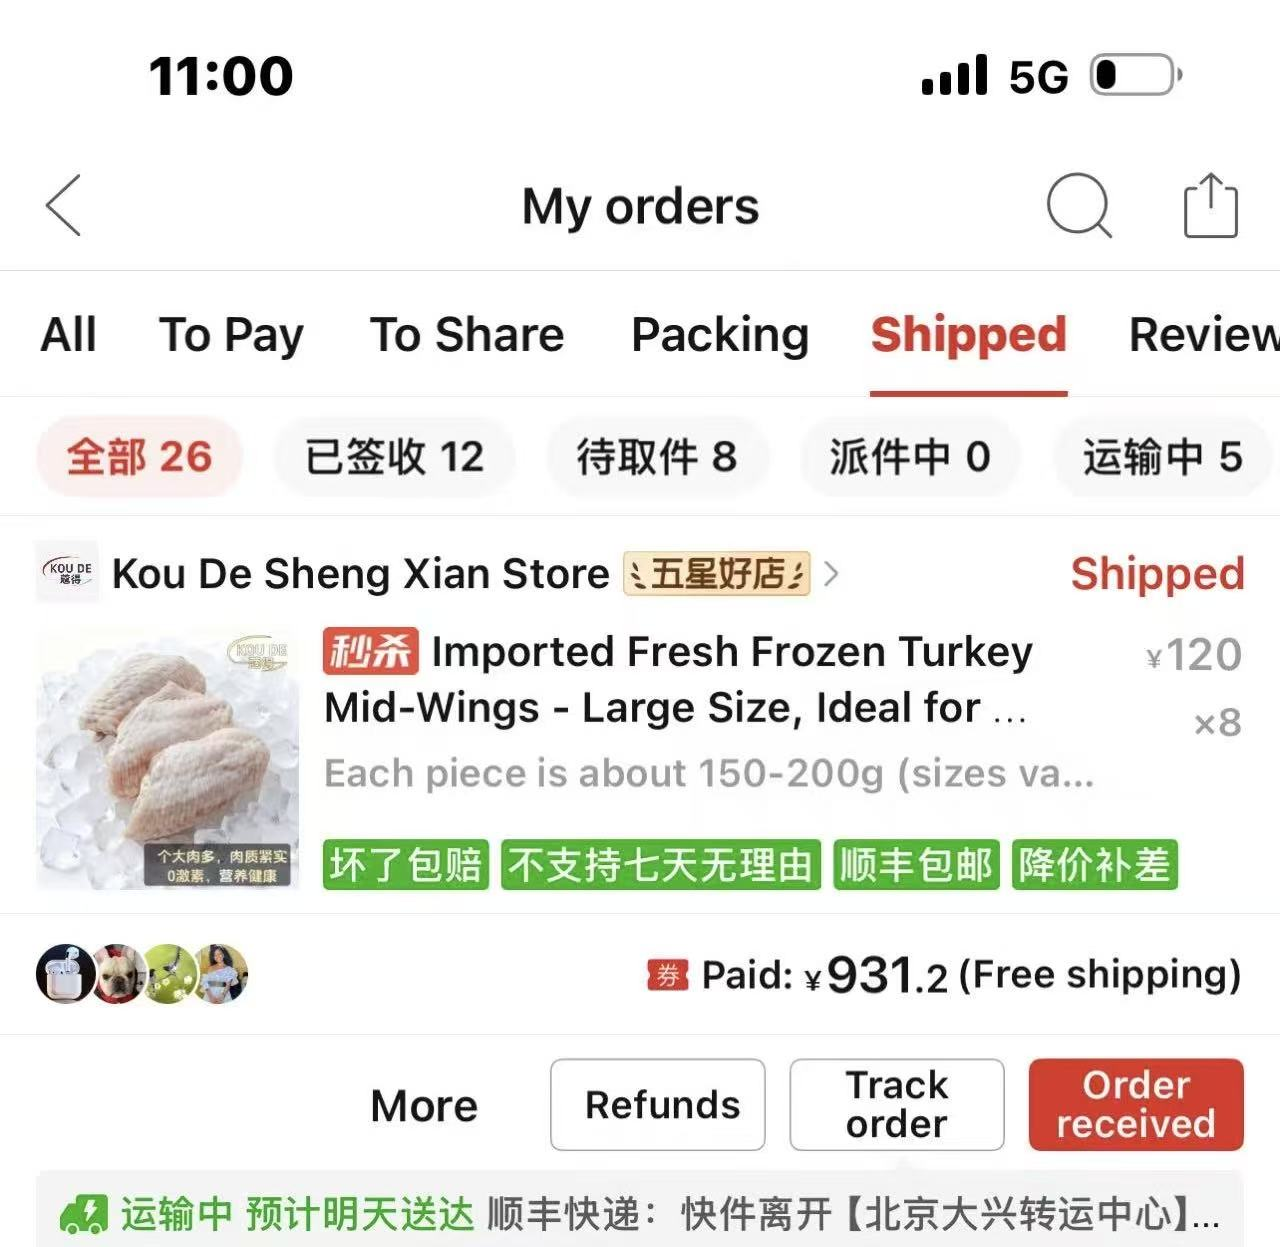 11:00 5G
My orders
All To Pay To Share Packing Shipped Review
全部 26 已签收 12 待取件 8 派件中 0 运输中 5
KOU DE
蔻得
Kou De Sheng Xian Store 五星好店 Shipped
KOU DE
秒杀 Imported Fresh Frozen Turkey ¥120
Mid-Wings - Large Size, Ideal for ... ×8
Each piece is about 150-200g (sizes va...
个大肉多，肉质紧实
0激素，营养健康
坏了包赔 不支持七天无理由 顺丰包邮 降价补差
券 Paid: ¥931.2 (Free shipping)
More Refunds Track order Order received
运输中 预计明天送达 顺丰快递：快件离开【北京大兴转运中心】...